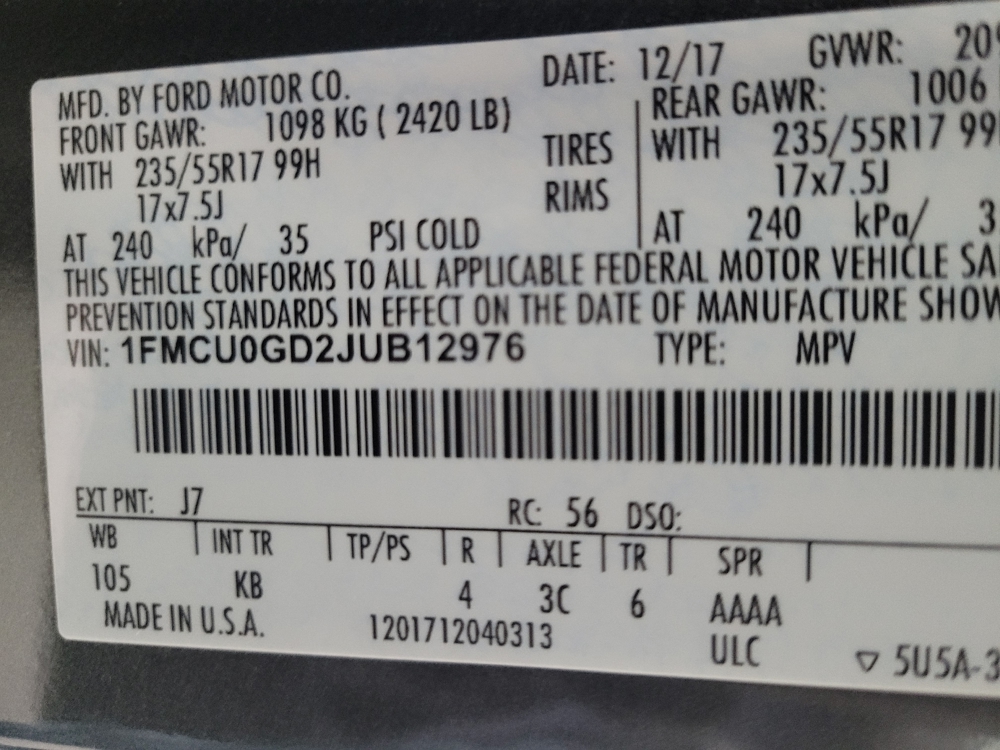 MFD. BY FORD MOTOR CO. DATE: 12/17 GVWR: 209
FRONT GAWR: 1098 KG ( 2420 LB) REAR GAWR: 1006
WITH 235/55R17 99H TIRES WITH 235/55R17 99
17x7.5J RIMS 17x7.5J
AT 240 kPa/ 35 PSI COLD AT 240 kPa/ 3
THIS VEHICLE CONFORMS TO ALL APPLICABLE FEDERAL MOTOR VEHICLE SA
PREVENTION STANDARDS IN EFFECT ON THE DATE OF MANUFACTURE SHOW
VIN: 1FMCU0GD2JUB12976 TYPE: MPV
EXT PNT: J7 RC: 56 DSO:
WB INT TR TP/PS R AXLE TR SPR
105 KB 4 3C 6 AAAA
MADE IN U.S.A. 1201712040313 ULC
▽ 5U5A-3